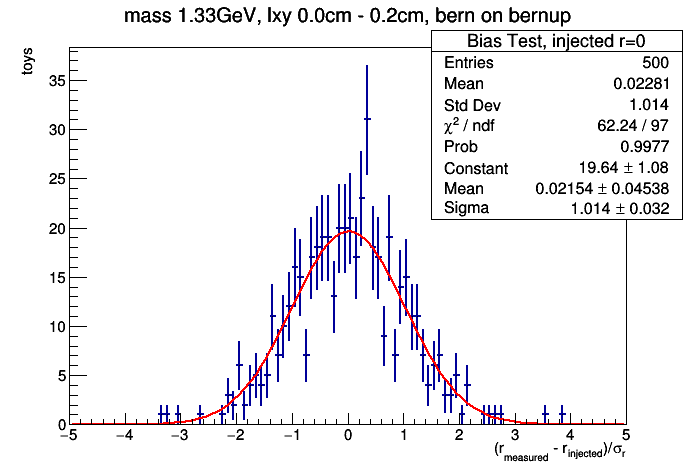 mass 1.33GeV, lxy 0.0cm - 0.2cm, bern on bernup
Bias Test, injected r=0
Entries 500
Mean 0.02281
Std Dev 1.014
χ² / ndf 62.24 / 97
Prob 0.9977
Constant 19.64 ± 1.08
Mean 0.02154 ± 0.04538
Sigma 1.014 ± 0.032
toys
35
30
25
20
15
10
5
0
−5 −4 −3 −2 −1 0 1 2 3 4 5
(r_measured - r_injected)/σ_r